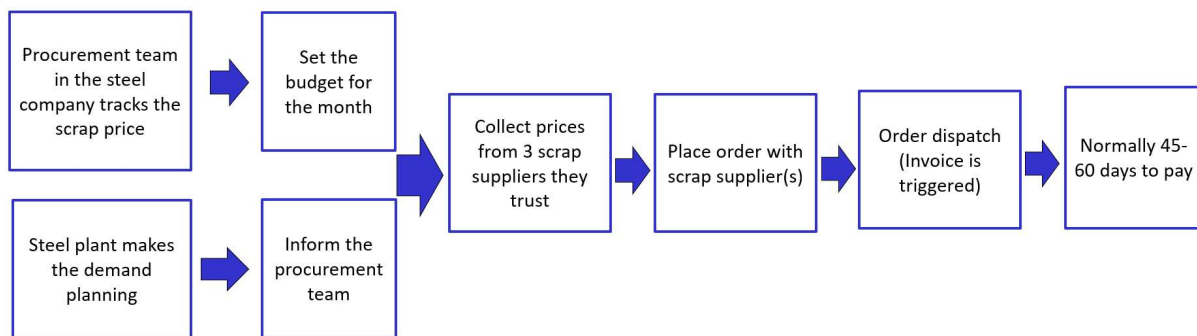 Procurement team
in the steel
company tracks the
scrap price
Set the
budget for
the month
Steel plant makes
the demand
planning
Inform the
procurement
team
Collect prices
from 3 scrap
suppliers they
trust
Place order with
scrap supplier(s)
Order dispatch
(Invoice is
triggered)
Normally 45-
60 days to pay